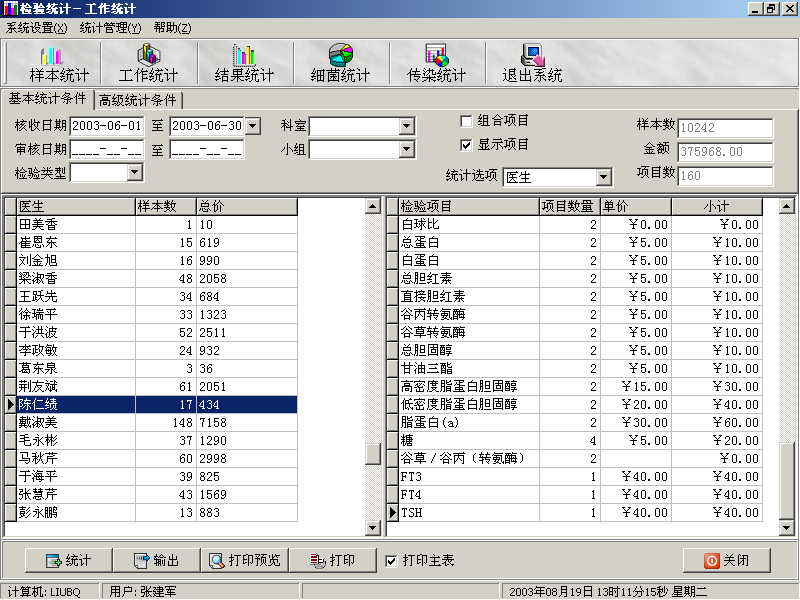 检验统计－工作统计
系统设置(X) 统计管理(Y) 帮助(Z)
样本统计 工作统计 结果统计 细菌统计 传染统计 退出系统
基本统计条件 高级统计条件
核收日期 2003-06-01 至 2003-06-30 科室 组合项目 样本数 10242
审核日期 ____-__-__ 至 ____-__-__ 小组 显示项目 金额 375968.00
检验类型 统计选项 医生 项目数 160
医生 样本数 总价 检验项目 项目数量 单价 小计
田美香 1 10 白球比 2 ￥0.00 ￥0.00
崔恩东 15 619 总蛋白 2 ￥5.00 ￥10.00
刘金旭 16 990 白蛋白 2 ￥5.00 ￥10.00
梁淑香 48 2058 总胆红素 2 ￥5.00 ￥10.00
王跃先 34 684 直接胆红素 2 ￥5.00 ￥10.00
徐瑞平 33 1323 谷丙转氨酶 2 ￥5.00 ￥10.00
于洪波 52 2511 谷草转氨酶 2 ￥5.00 ￥10.00
李政敏 24 932 总胆固醇 2 ￥5.00 ￥10.00
葛东泉 3 36 甘油三酯 2 ￥5.00 ￥10.00
荆友斌 61 2051 高密度脂蛋白胆固醇 2 ￥15.00 ￥30.00
陈仁绩 17 434 低密度脂蛋白胆固醇 2 ￥20.00 ￥40.00
戴淑美 148 7158 脂蛋白(a) 2 ￥30.00 ￥60.00
毛永彬 37 1290 糖 4 ￥5.00 ￥20.00
马秋芹 60 2998 谷草／谷丙（转氨酶） 2 ￥0.00
于海平 39 825 FT3 1 ￥40.00 ￥40.00
张慧芹 43 1569 FT4 1 ￥40.00 ￥40.00
彭永鹏 13 883 TSH 1 ￥40.00 ￥40.00
统计 输出 打印预览 打印 打印主表 关闭
计算机: LIUBQ 用户: 张建军 2003年08月19日 13时11分15秒 星期二